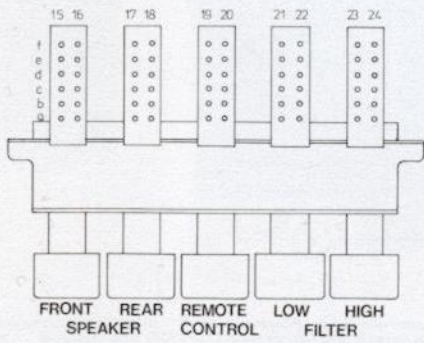 15 16 17 18 19 20 21 22 23 24
f
e
d
c
b
a
FRONT REAR REMOTE LOW HIGH
SPEAKER CONTROL FILTER